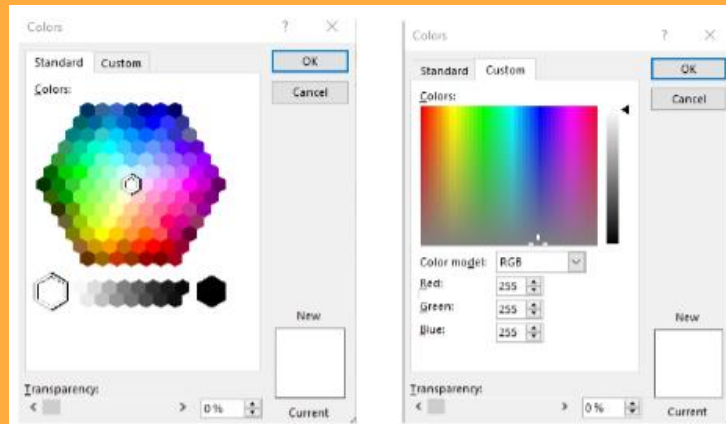 Colors ? ×
Standard Custom
OK
Cancel
Colors:
New
Current
Transparency:
< > 0 %
Colors ? ×
Standard Custom
OK
Cancel
Colors:
Color model: RGB
Red: 255
Green: 255
Blue: 255
New
Current
Transparency:
< > 0 %